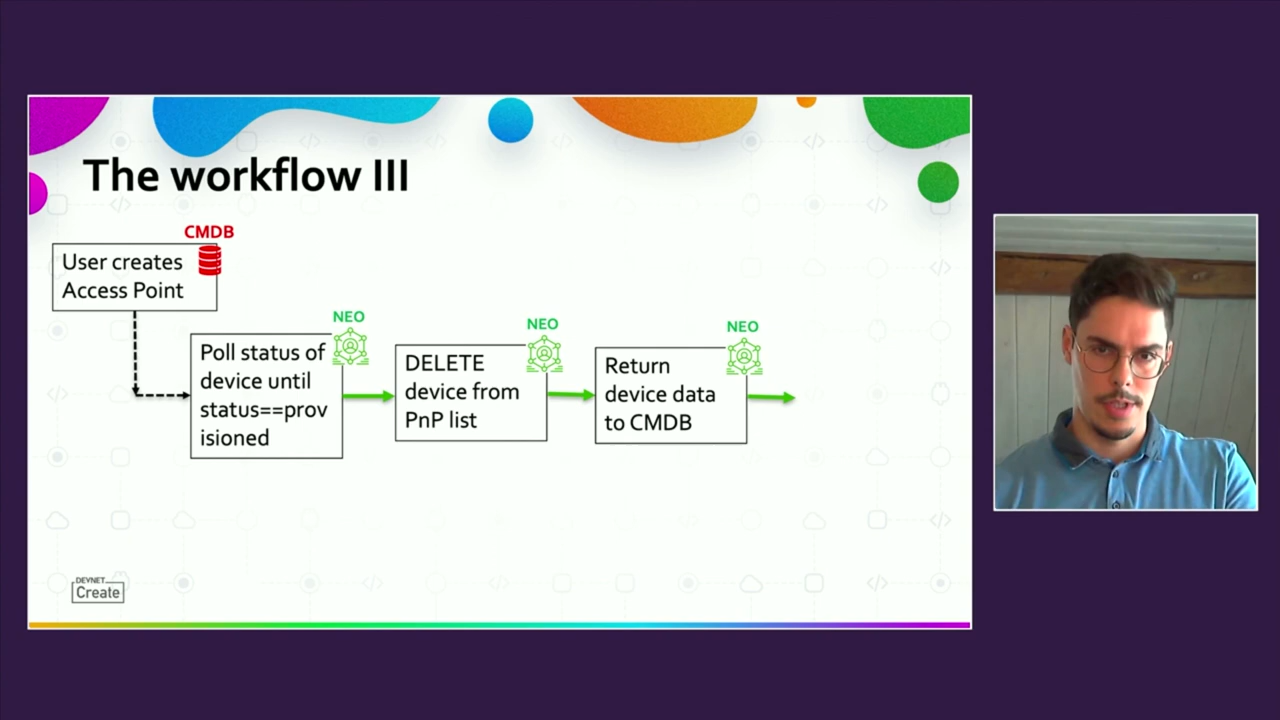 The workflow III
CMDB
User creates
Access Point
NEO
Poll status of
device until
status==prov
isioned
NEO
DELETE
device from
PnP list
NEO
Return
device data
to CMDB
DEVNET
Create